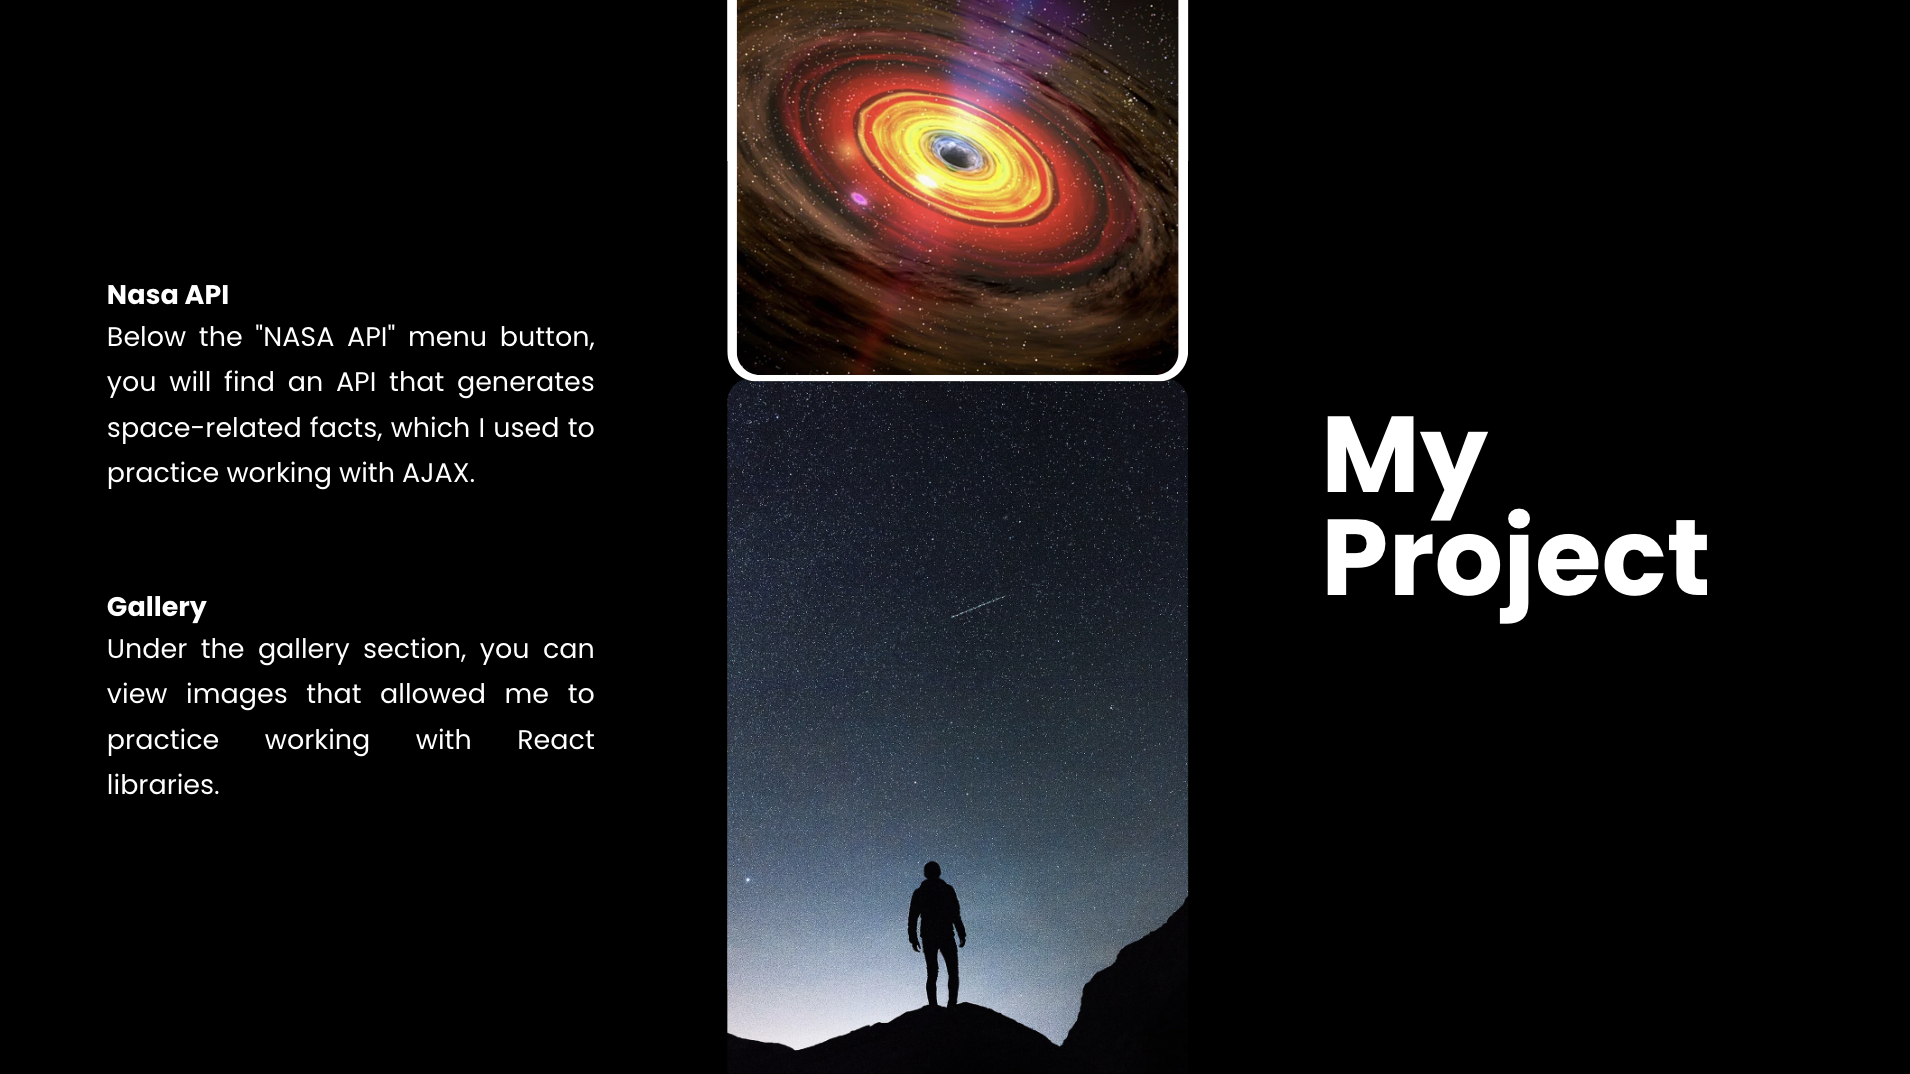 Nasa API
Below the "NASA API" menu button,
you will find an API that generates
space-related facts, which I used to
practice working with AJAX.
Gallery
Under the gallery section, you can
view images that allowed me to
practice working with React
libraries.
My
Project